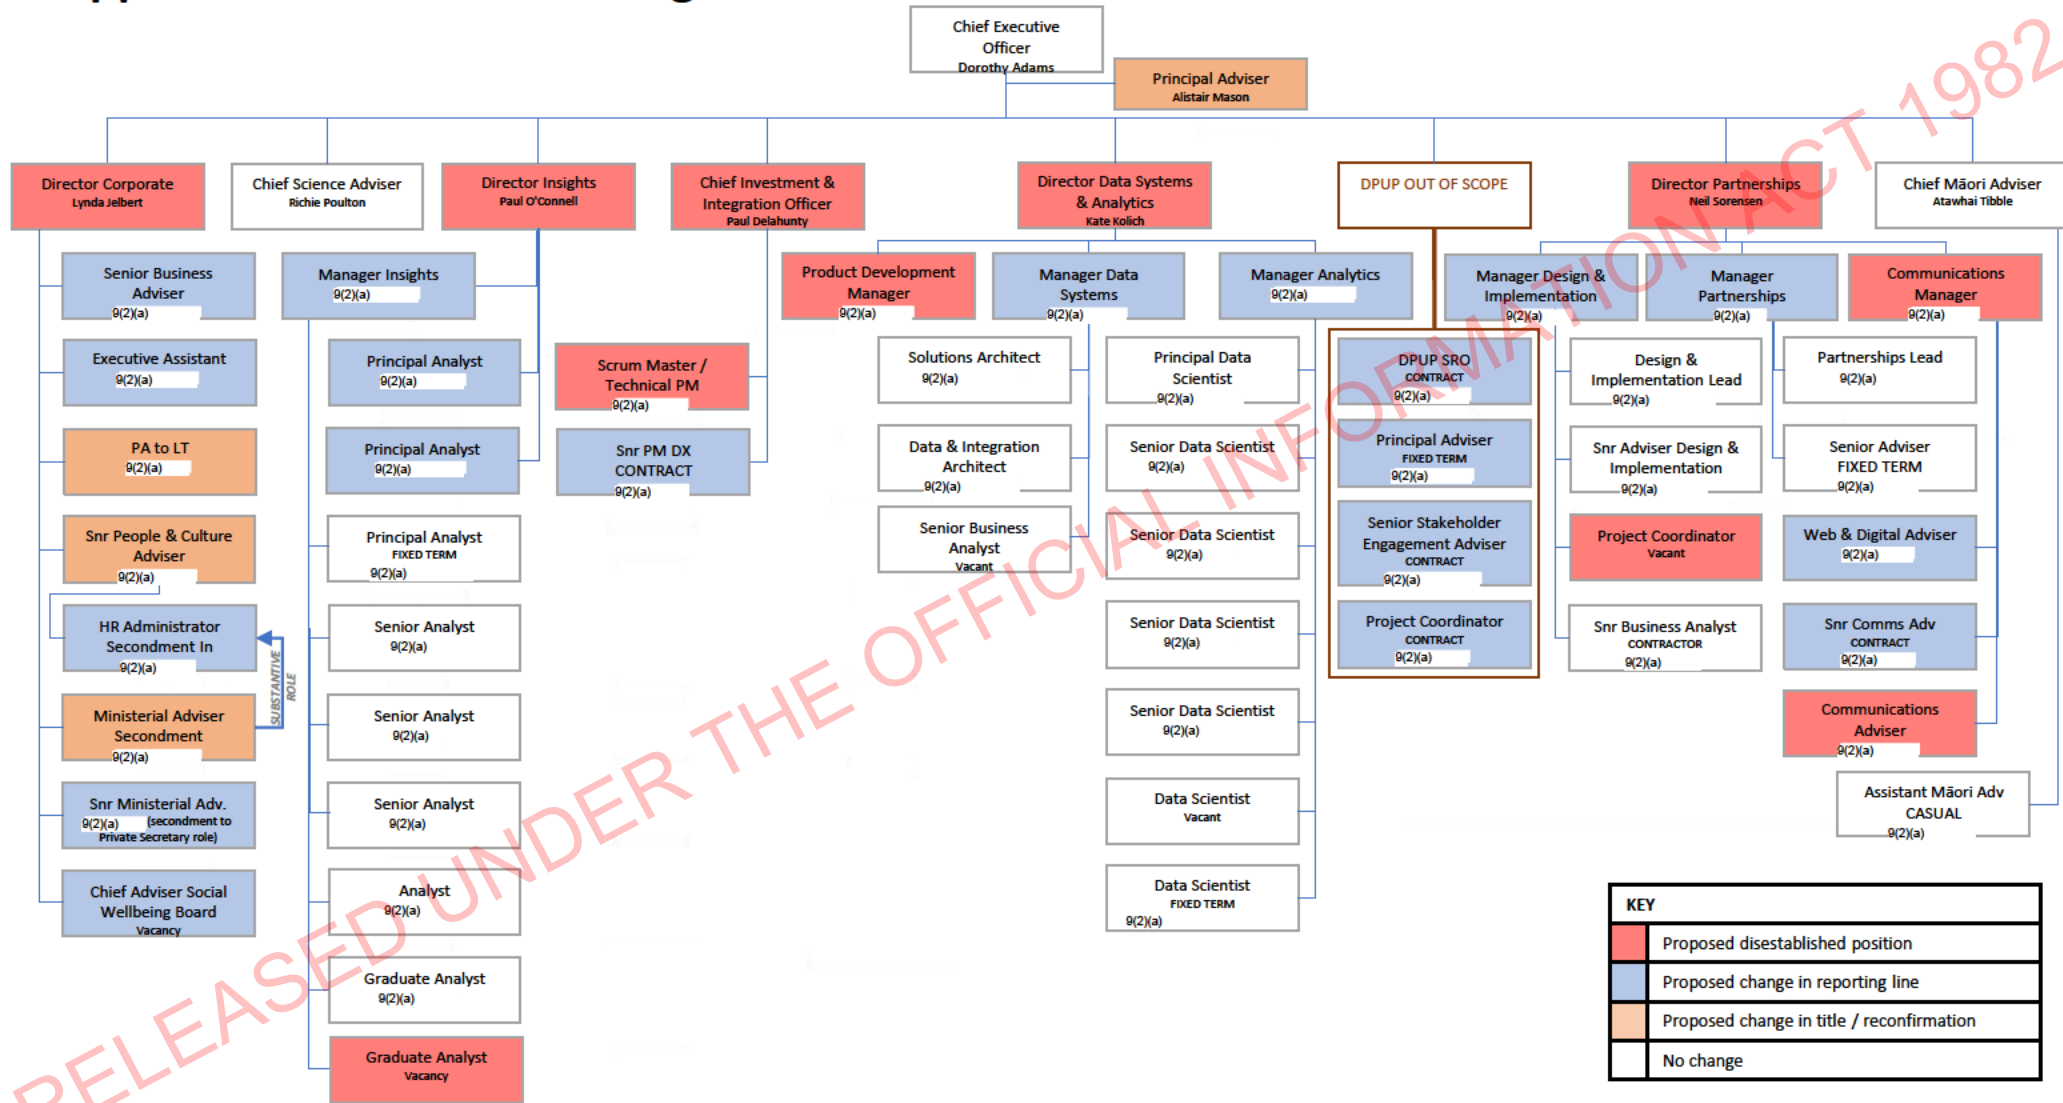 Chief Executive
Officer
Dorothy Adams
Principal Adviser
Alistair Mason
Director Corporate
Lynda Jelbert
Chief Science Adviser
Richie Poulton
Director Insights
Paul O'Connell
Chief Investment &
Integration Officer
Paul Delahunty
Director Data Systems
& Analytics
Kate Kolich
DPUP OUT OF SCOPE
Director Partnerships
Neil Sorensen
Chief Māori Adviser
Atawhai Tibble
Senior Business
Adviser
9(2)(a)
Executive Assistant
9(2)(a)
PA to LT
9(2)(a)
Snr People & Culture
Adviser
9(2)(a)
HR Administrator
Secondment In
9(2)(a)
SUBSTANTIVE
ROLE
Ministerial Adviser
Secondment
9(2)(a)
Snr Ministerial Adv.
9(2)(a) (secondment to
Private Secretary role)
Chief Adviser Social
Wellbeing Board
Vacancy
Manager Insights
9(2)(a)
Principal Analyst
9(2)(a)
Principal Analyst
9(2)(a)
Principal Analyst
FIXED TERM
9(2)(a)
Senior Analyst
9(2)(a)
Senior Analyst
9(2)(a)
Senior Analyst
9(2)(a)
Analyst
9(2)(a)
Graduate Analyst
9(2)(a)
Graduate Analyst
Vacancy
Scrum Master /
Technical PM
9(2)(a)
Snr PM DX
CONTRACT
9(2)(a)
Product Development
Manager
9(2)(a)
Manager Data
Systems
9(2)(a)
Manager Analytics
9(2)(a)
Solutions Architect
9(2)(a)
Data & Integration
Architect
9(2)(a)
Senior Business
Analyst
Vacant
Principal Data
Scientist
9(2)(a)
Senior Data Scientist
9(2)(a)
Senior Data Scientist
9(2)(a)
Senior Data Scientist
9(2)(a)
Senior Data Scientist
9(2)(a)
Data Scientist
Vacant
Data Scientist
FIXED TERM
9(2)(a)
DPUP SRO
CONTRACT
9(2)(a)
Principal Adviser
FIXED TERM
9(2)(a)
Senior Stakeholder
Engagement Adviser
CONTRACT
9(2)(a)
Project Coordinator
CONTRACT
9(2)(a)
Manager Design &
Implementation
9(2)(a)
Manager
Partnerships
9(2)(a)
Communications
Manager
9(2)(a)
Design &
Implementation Lead
9(2)(a)
Snr Adviser Design &
Implementation
9(2)(a)
Project Coordinator
Vacant
Snr Business Analyst
CONTRACTOR
9(2)(a)
Partnerships Lead
9(2)(a)
Senior Adviser
FIXED TERM
9(2)(a)
Web & Digital Adviser
9(2)(a)
Snr Comms Adv
CONTRACT
9(2)(a)
Communications
Adviser
9(2)(a)
Assistant Māori Adv
CASUAL
9(2)(a)
KEY
Proposed disestablished position
Proposed change in reporting line
Proposed change in title / reconfirmation
No change
RELEASED UNDER THE OFFICIAL INFORMATION ACT 1982